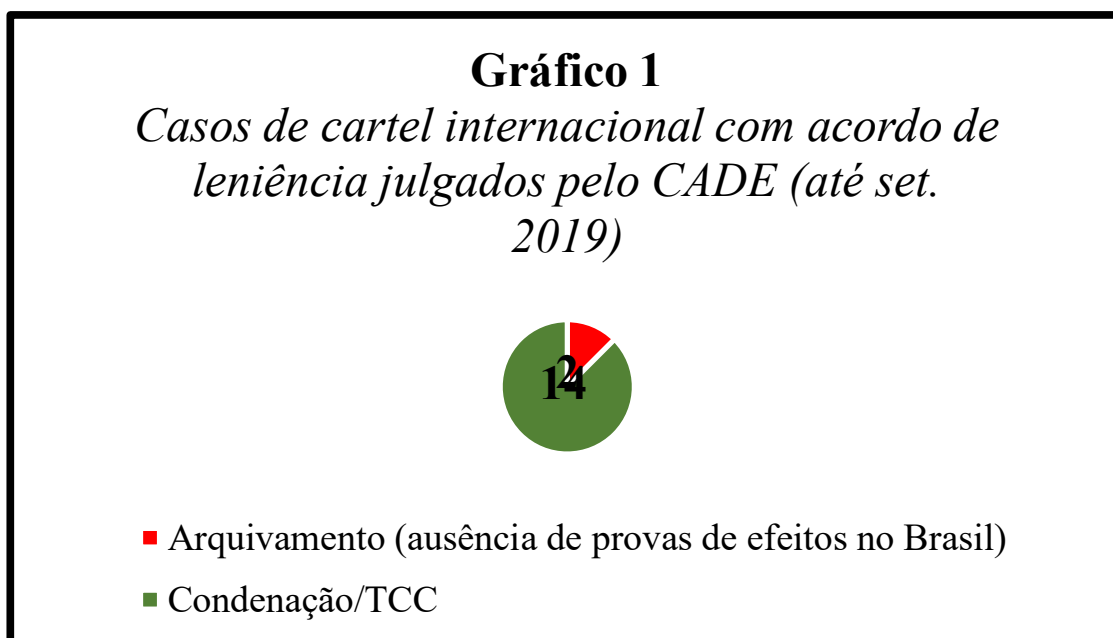 Gráfico 1
Casos de cartel internacional com acordo de
leniência julgados pelo CADE (até set.
2019)
2
14
Arquivamento (ausência de provas de efeitos no Brasil)
Condenação/TCC